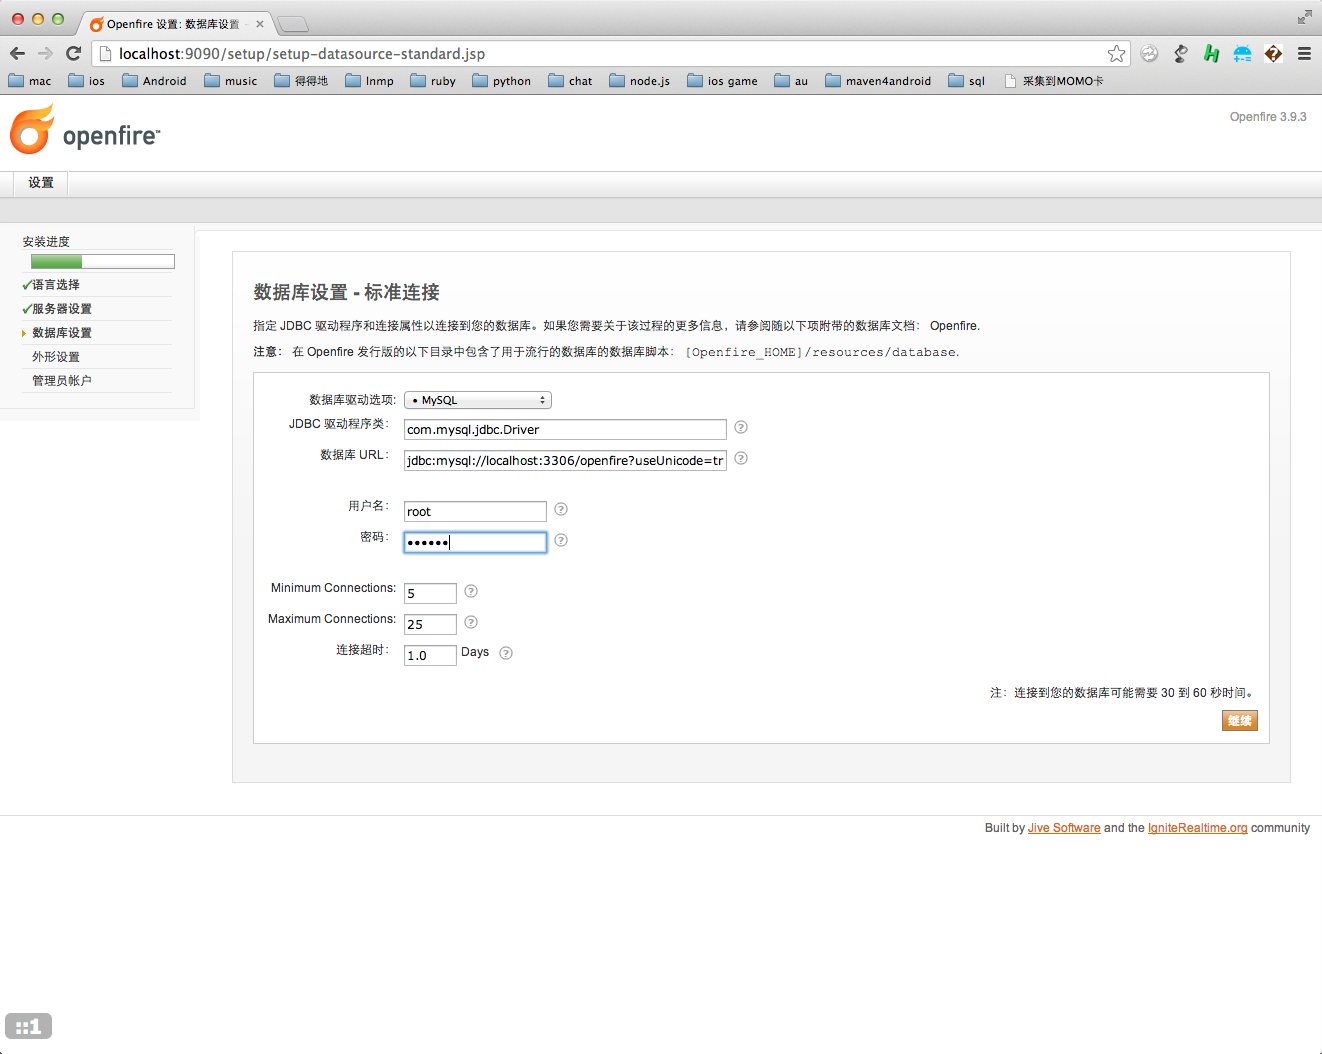 Openfire 设置: 数据库设置 -
localhost:9090/setup/setup-datasource-standard.jsp
mac ios Android music 得得地 lnmp ruby python chat node.js ios game au maven4android sql 采集到MOMO卡
openfire™
Openfire 3.9.3
设置
安装进度
语言选择
服务器设置
数据库设置
外形设置
管理员帐户
数据库设置 - 标准连接
指定 JDBC 驱动程序和连接属性以连接到您的数据库。如果您需要关于该过程的更多信息，请参阅随以下项附带的数据库文档： Openfire.
注意： 在 Openfire 发行版的以下目录中包含了用于流行的数据库的数据库脚本： [Openfire_HOME]/resources/database.
数据库驱动选项: • MySQL
JDBC 驱动程序类: com.mysql.jdbc.Driver
数据库 URL: jdbc:mysql://localhost:3306/openfire?useUnicode=tr
用户名: root
密码: ••••••
Minimum Connections: 5
Maximum Connections: 25
连接超时: 1.0 Days
注：连接到您的数据库可能需要 30 到 60 秒时间。
继续
Built by Jive Software and the IgniteRealtime.org community
::1